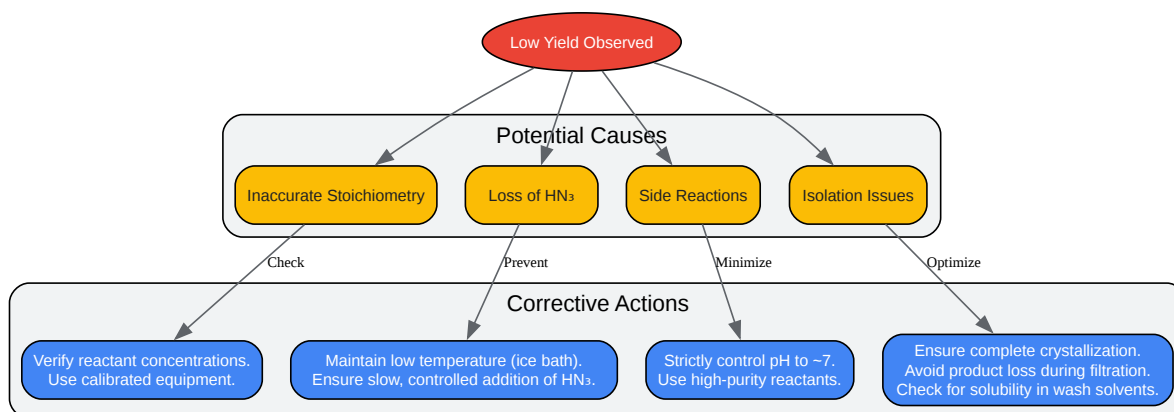 Low Yield Observed
Potential Causes
Inaccurate Stoichiometry
Loss of HN₃
Side Reactions
Isolation Issues
Check
Prevent
Minimize
Optimize
Corrective Actions
Verify reactant concentrations.
Use calibrated equipment.
Maintain low temperature (ice bath).
Ensure slow, controlled addition of HN₃.
Strictly control pH to ~7.
Use high-purity reactants.
Ensure complete crystallization.
Avoid product loss during filtration.
Check for solubility in wash solvents.